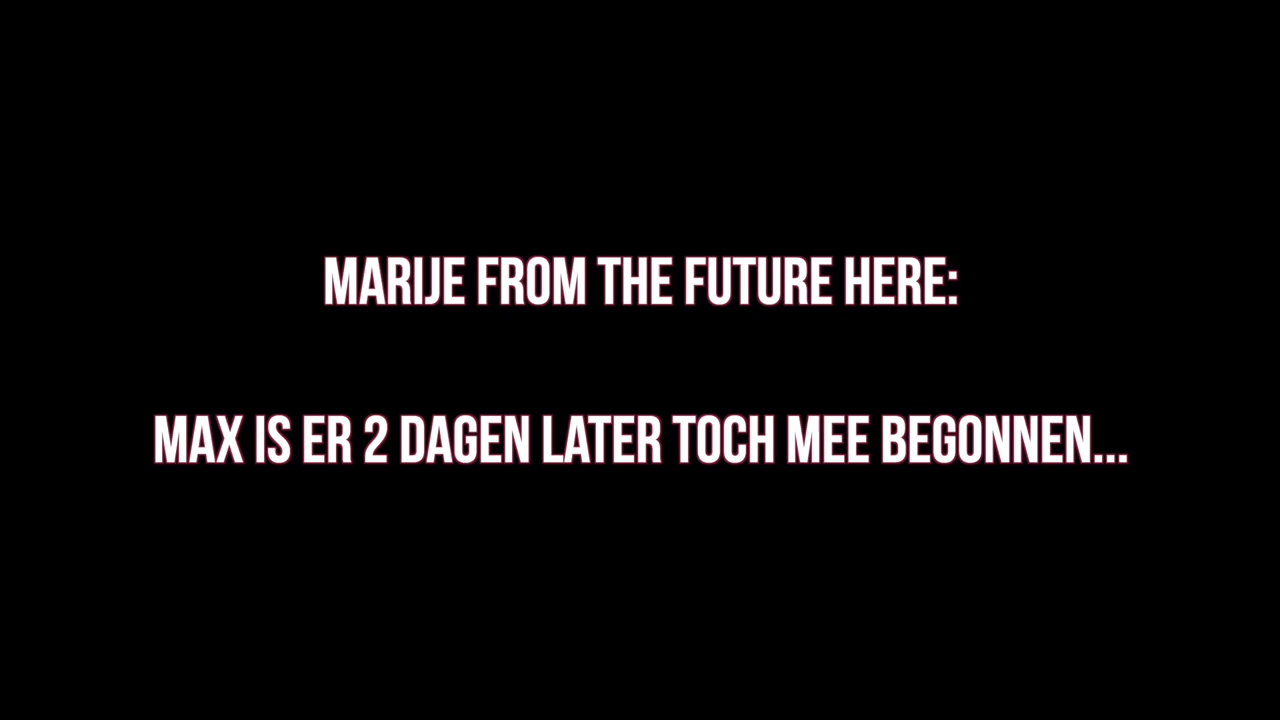 MARIJE FROM THE FUTURE HERE:
MAX IS ER 2 DAGEN LATER TOCH MEE BEGONNEN...